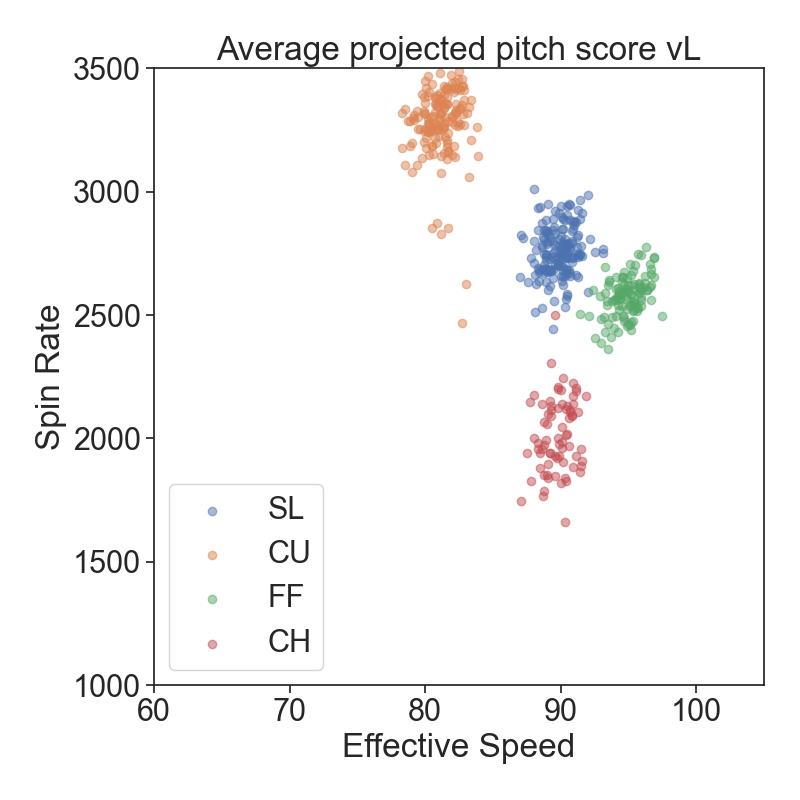 Average projected pitch score vL
3500
3000
2500
2000
1500
1000
Spin Rate
SL
CU
FF
CH
60 70 80 90 100
Effective Speed